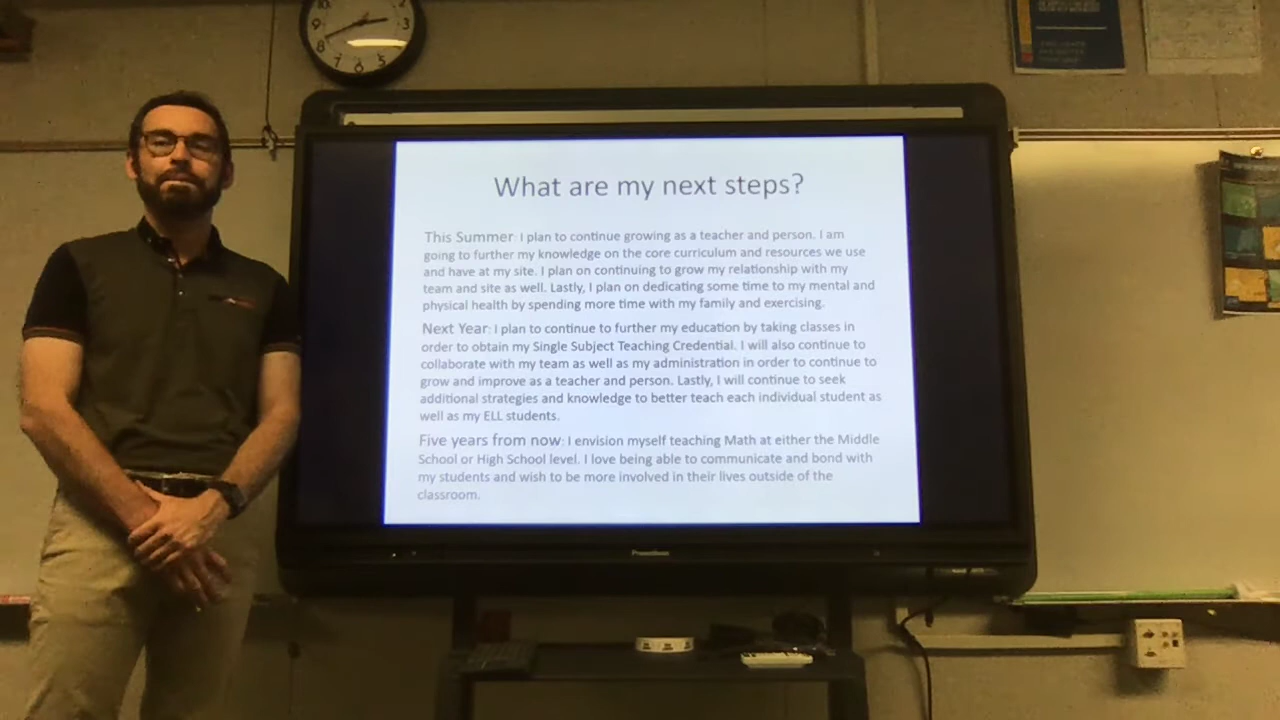 10 2
9 3
8
7 6 5
What are my next steps?
This Summer: I plan to continue growing as a teacher and person. I am
going to further my knowledge on the core curriculum and resources we use
and have at my site. I plan on continuing to grow my relationship with my
team and site as well. Lastly, I plan on dedicating some time to my mental and
physical health by spending more time with my family and exercising.
Next Year: I plan to continue to further my education by taking classes in
order to obtain my Single Subject Teaching Credential. I will also continue to
collaborate with my team as well as my administration in order to continue to
grow and improve as a teacher and person. Lastly, I will continue to seek
additional strategies and knowledge to better teach each individual student as
well as my ELL students.
Five years from now: I envision myself teaching Math at either the Middle
School or High School level. I love being able to communicate and bond with
my students and wish to be more involved in their lives outside of the
classroom.
Promethean